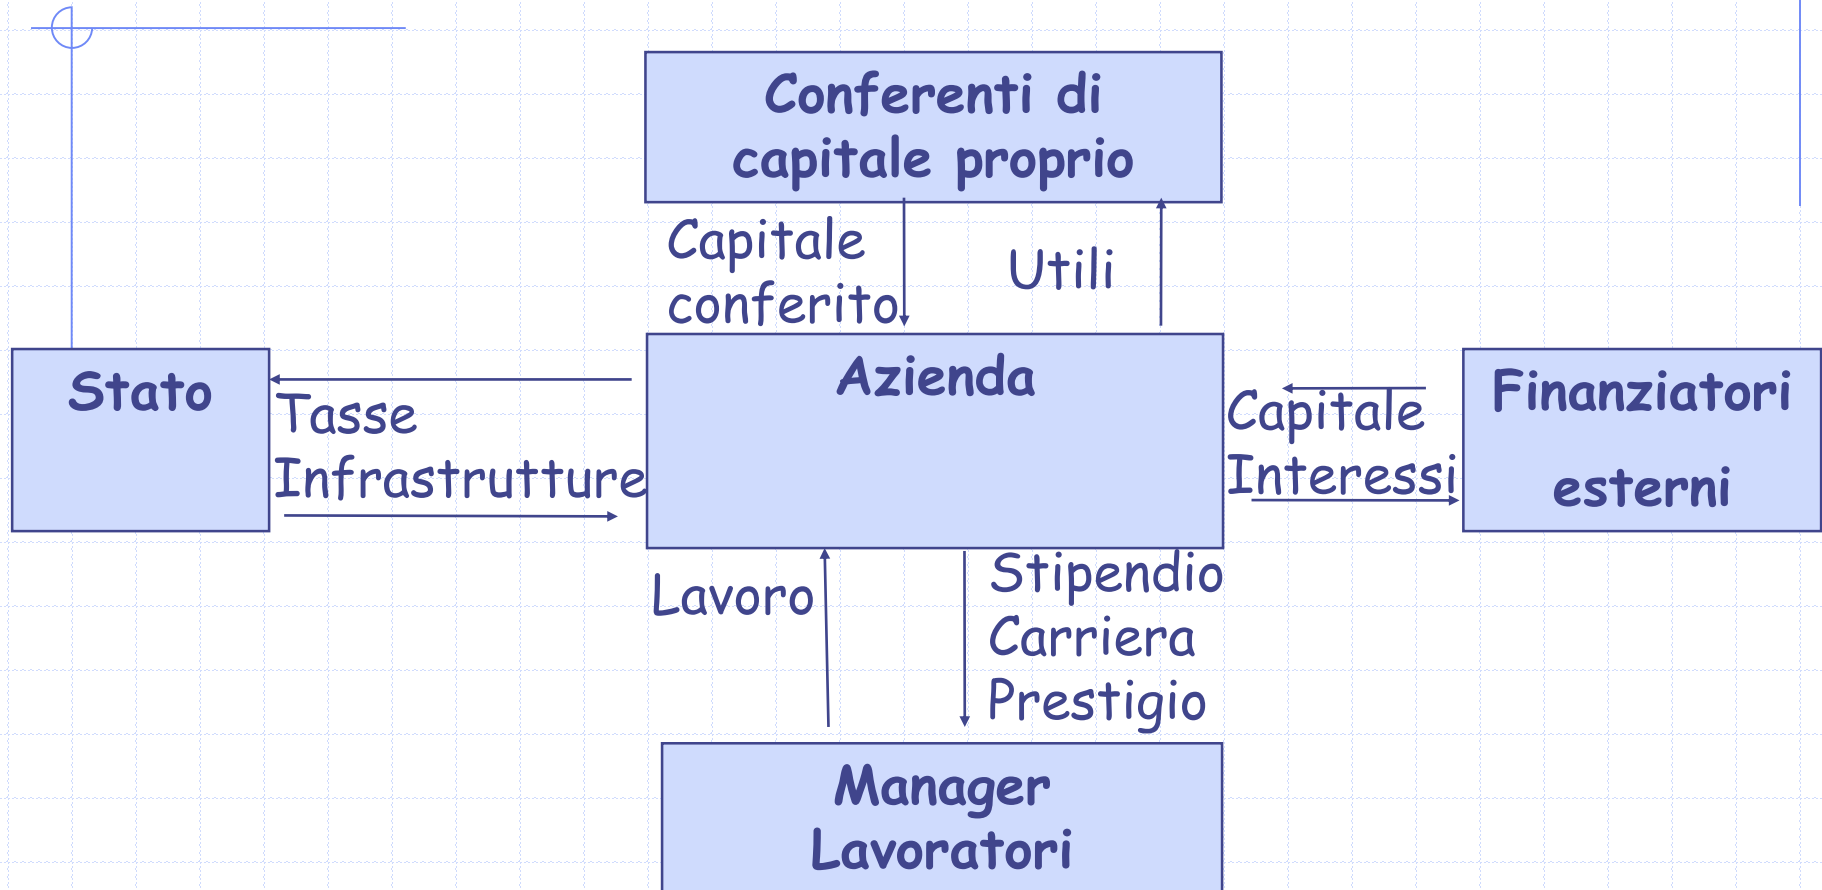 Conferenti di
capitale proprio
Capitale
conferito
Utili
Stato
Tasse
Infrastrutture
Azienda
Capitale
Interessi
Finanziatori
esterni
Lavoro
Stipendio
Carriera
Prestigio
Manager
Lavoratori